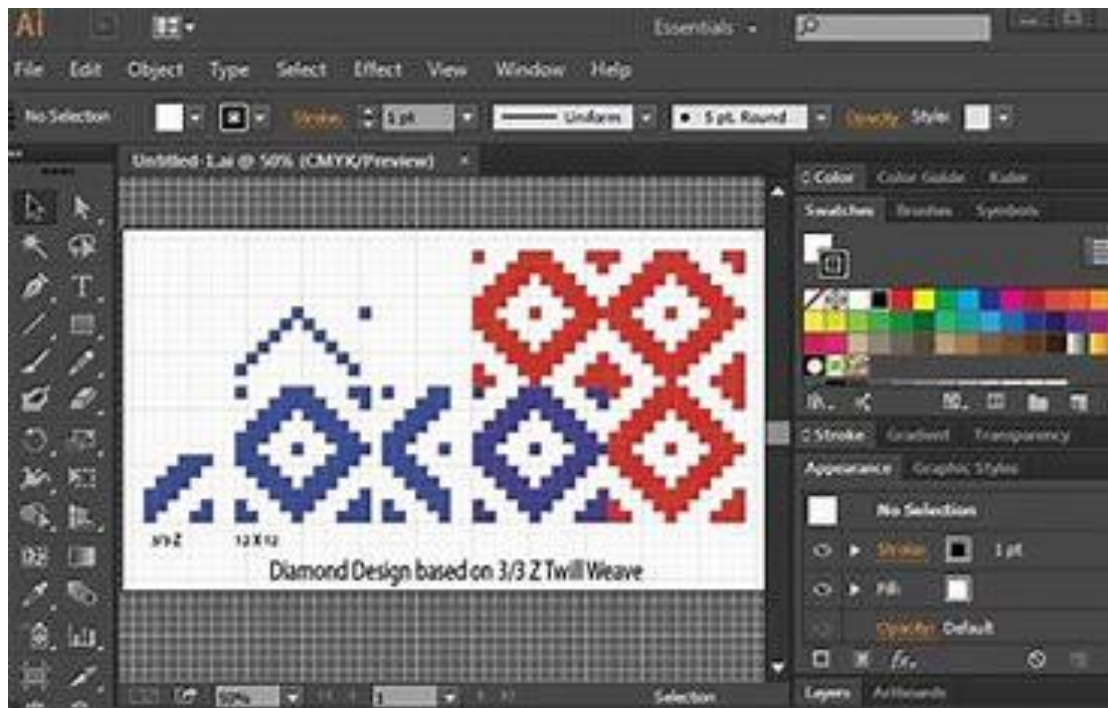 Ai
Essentials
File Edit Object Type Select Effect View Window Help
No Selection Stroke: 1 pt Uniform 5 pt. Round Opacity Style:
Untitled-1.ai @ 50% (CMYK/Preview) ×
Color Color Guide Kuler
Swatches Brushes Symbols
3/3-Z 12 X 12
Diamond Design based on 3/3 Z Twill Weave
Stroke Gradient Transparency
Appearance Graphic Styles
No Selection
Stroke: 1 pt
Fill:
Opacity: Default
fx.
50% 1 Selection
Layers Artboards